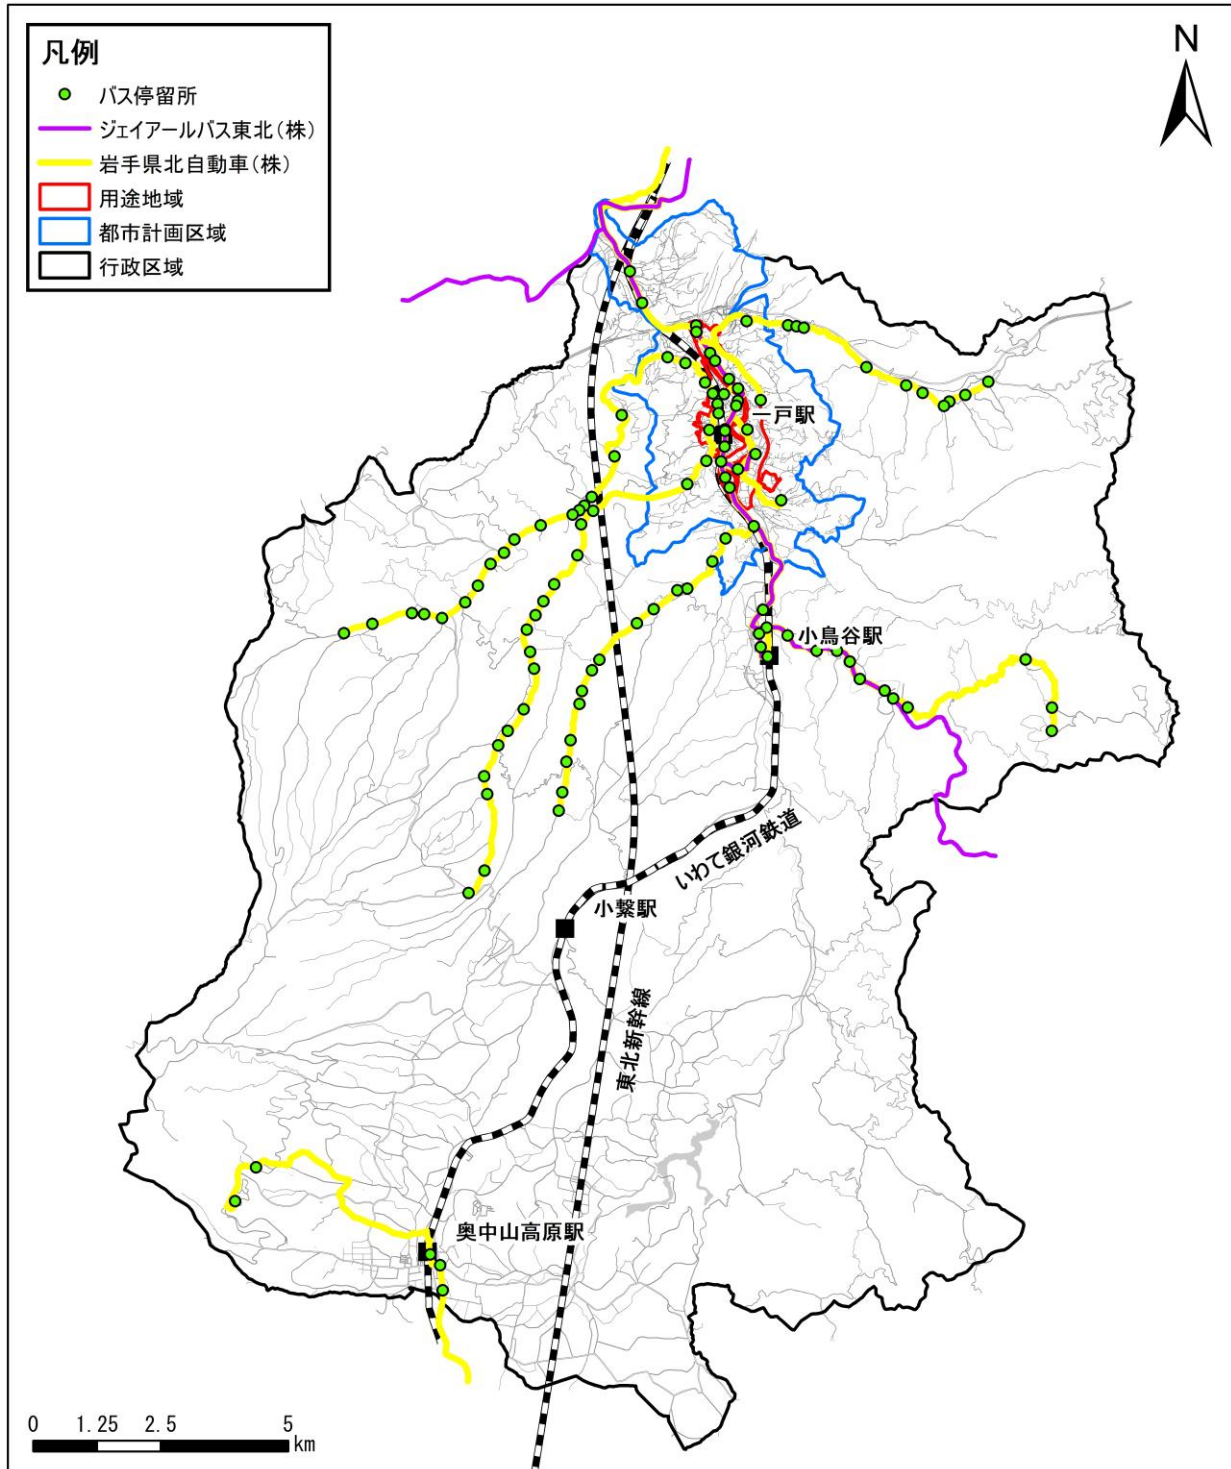 凡例
バス停留所
ジェイアールバス東北(株)
岩手県北自動車(株)
用途地域
都市計画区域
行政区域
N
一戸駅
小鳥谷駅
いわて銀河鉄道
小繋駅
東北新幹線
奥中山高原駅
0 1.25 2.5 5
km